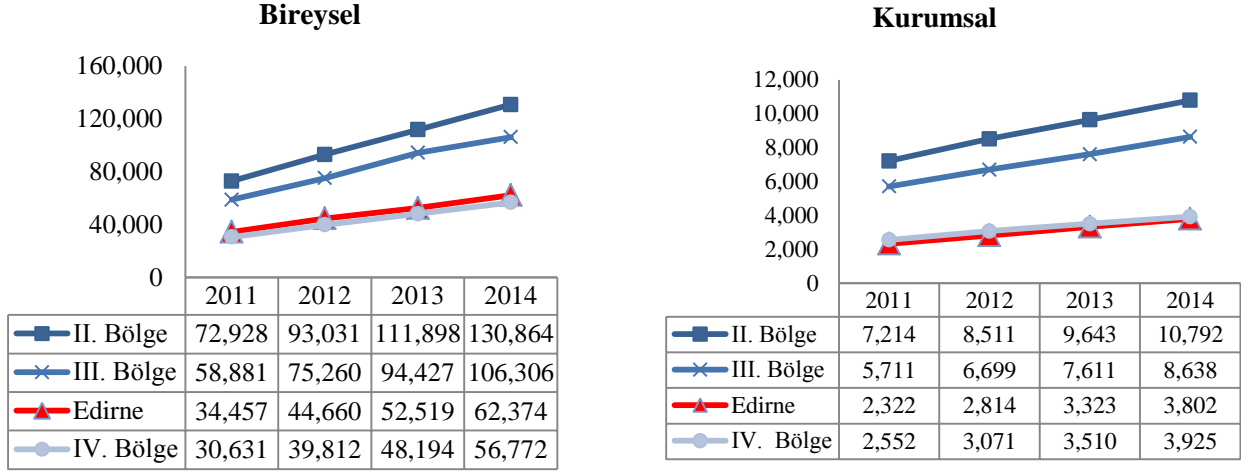 Bireysel
160,000
120,000
80,000
40,000
0
2011 2012 2013 2014
II. Bölge 72,928 93,031 111,898 130,864
III. Bölge 58,881 75,260 94,427 106,306
Edirne 34,457 44,660 52,519 62,374
IV. Bölge 30,631 39,812 48,194 56,772
Kurumsal
12,000
10,000
8,000
6,000
4,000
2,000
0
2011 2012 2013 2014
II. Bölge 7,214 8,511 9,643 10,792
III. Bölge 5,711 6,699 7,611 8,638
Edirne 2,322 2,814 3,323 3,802
IV. Bölge 2,552 3,071 3,510 3,925